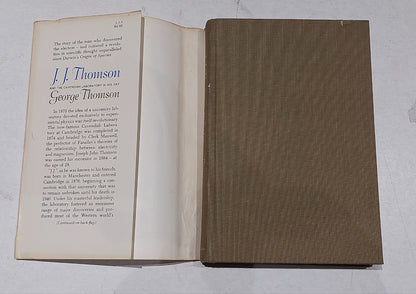 The story of the man who discovered
the electron – and fostered a revolu-
tion in scientific thought unparalleled
since Darwin's Origin of Species
J. J. Thomson
AND THE CAVENDISH LABORATORY IN HIS DAY
George Thomson
In 1870 the idea of a university lab-
oratory devoted exclusively to experi-
mental physics was itself revolutionary.
The now-famous Cavendish Labora-
tory at Cambridge was completed in
1874 and headed by Clerk Maxwell,
the perfector of Faraday's theories of
the relationship between electricity
and magnetism. Joseph John Thomson
was named his successor in 1884 – at
the age of 28.
"J.J.", as he was known to his friends,
was born in Manchester and entered
Cambridge in 1876, beginning a con-
nection with that university that was
to remain unbroken until his death in
1940. Under his masterful leadership,
the laboratory fostered an enormous
range of major discoveries and pro-
duced most of the Western world's
(Continued on back flap)